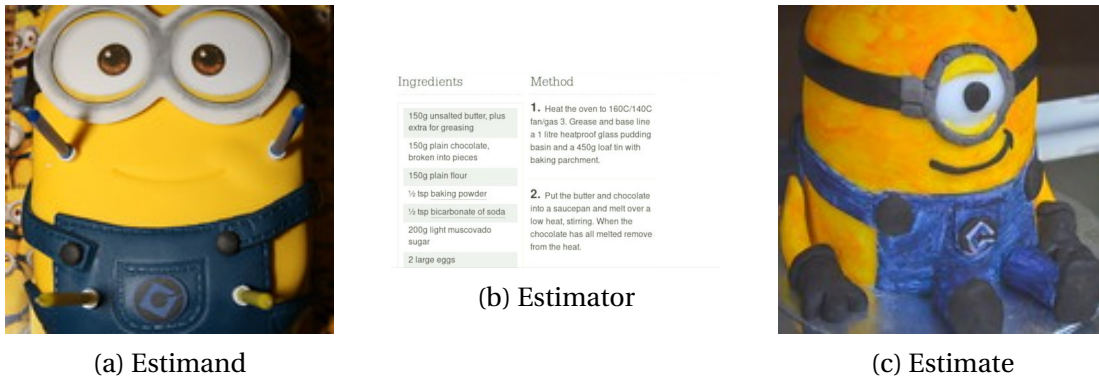 Ingredients
150g unsalted butter, plus
extra for greasing
150g plain chocolate,
broken into pieces
150g plain flour
½ tsp baking powder
½ tsp bicarbonate of soda
200g light muscovado
sugar
2 large eggs
Method
1. Heat the oven to 160C/140C
fan/gas 3. Grease and base line
a 1 litre heatproof glass pudding
basin and a 450g loaf tin with
baking parchment.
2. Put the butter and chocolate
into a saucepan and melt over a
low heat, stirring. When the
chocolate has all melted remove
from the heat.
(a) Estimand
(b) Estimator
(c) Estimate